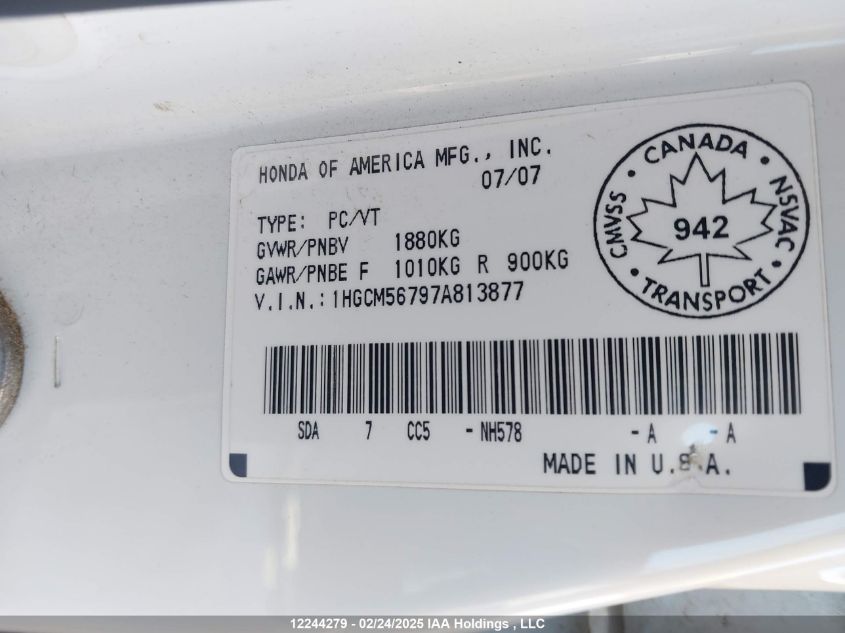 HONDA OF AMERICA MFG., INC.
07/07
TYPE: PC/VT
GVWR/PNBV 1880KG
GAWR/PNBE F 1010KG R 900KG
V.I.N.: 1HGCM56797A813877
CANADA
CMVSS
942
NSVAC
TRANSPORT
SDA 7 CC5 -NH578 -A -A
MADE IN U.S.A.
12244279 - 02/24/2025 IAA Holdings , LLC